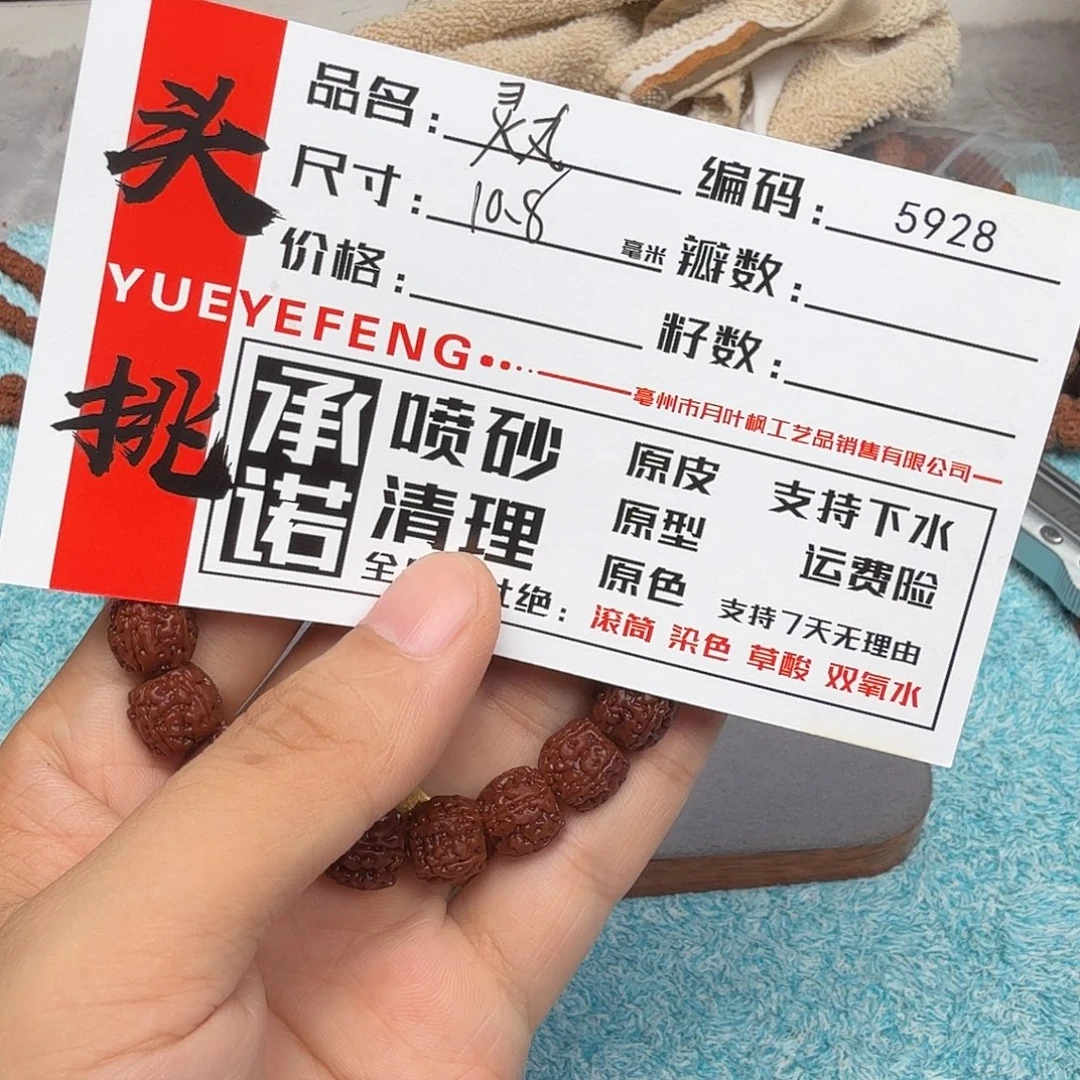 头挑
品名：灵丸
编码：5928
尺寸：10.8 毫米
瓣数：
价格：
籽数：
YUEYEFENG
亳州市月叶枫工艺品销售有限公司
承诺
喷砂 原皮 支持下水
清理 原型 运费险
原色 支持7天无理由
全 杜绝：滚筒 染色 草酸 双氧水